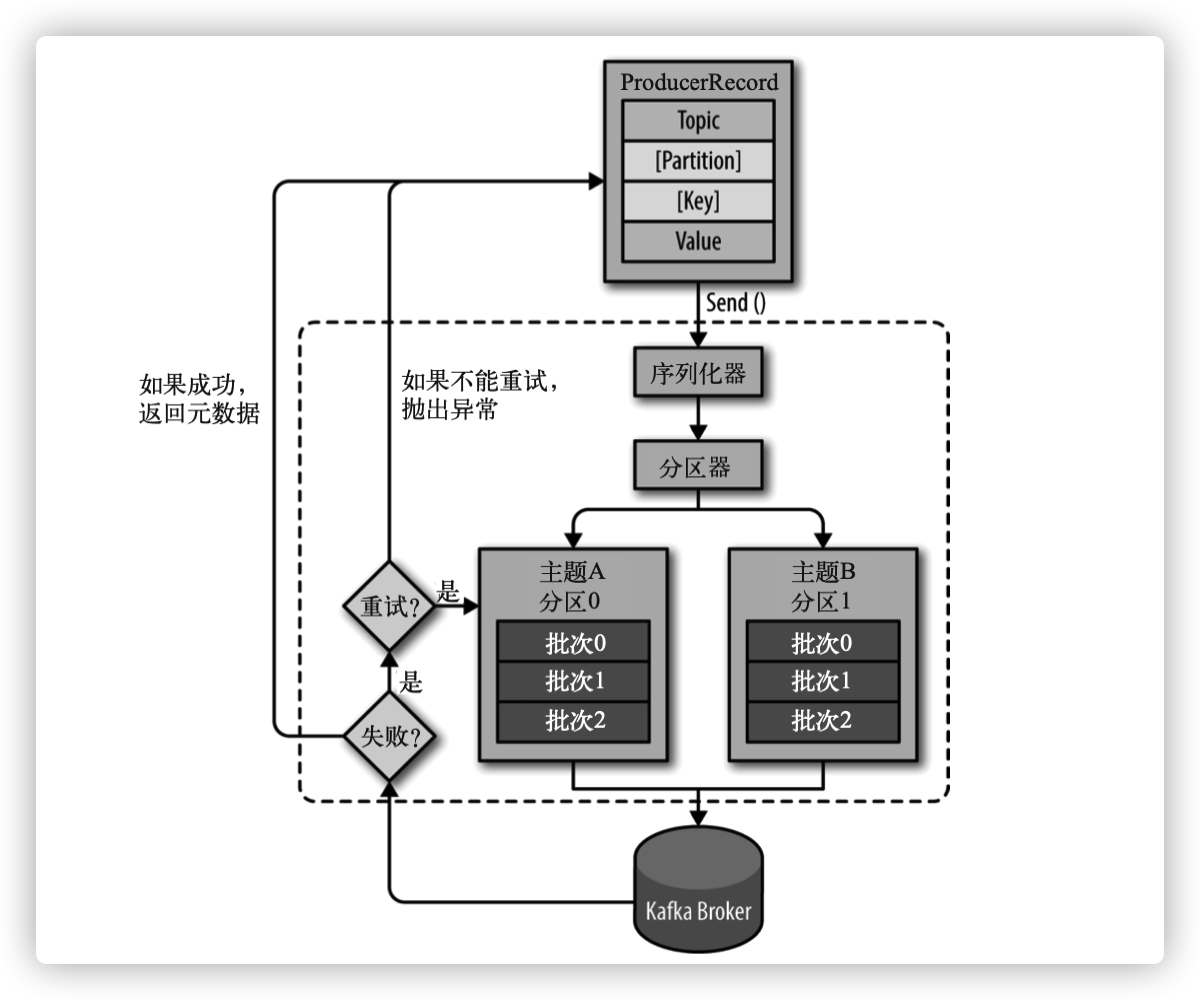 ProducerRecord
Topic
[Partition]
[Key]
Value
Send ()
序列化器
如果成功，
返回元数据
如果不能重试，
抛出异常
分区器
主题A
分区0
批次0
批次1
批次2
主题B
分区1
批次0
批次1
批次2
重试?
是
是
失败?
Kafka Broker